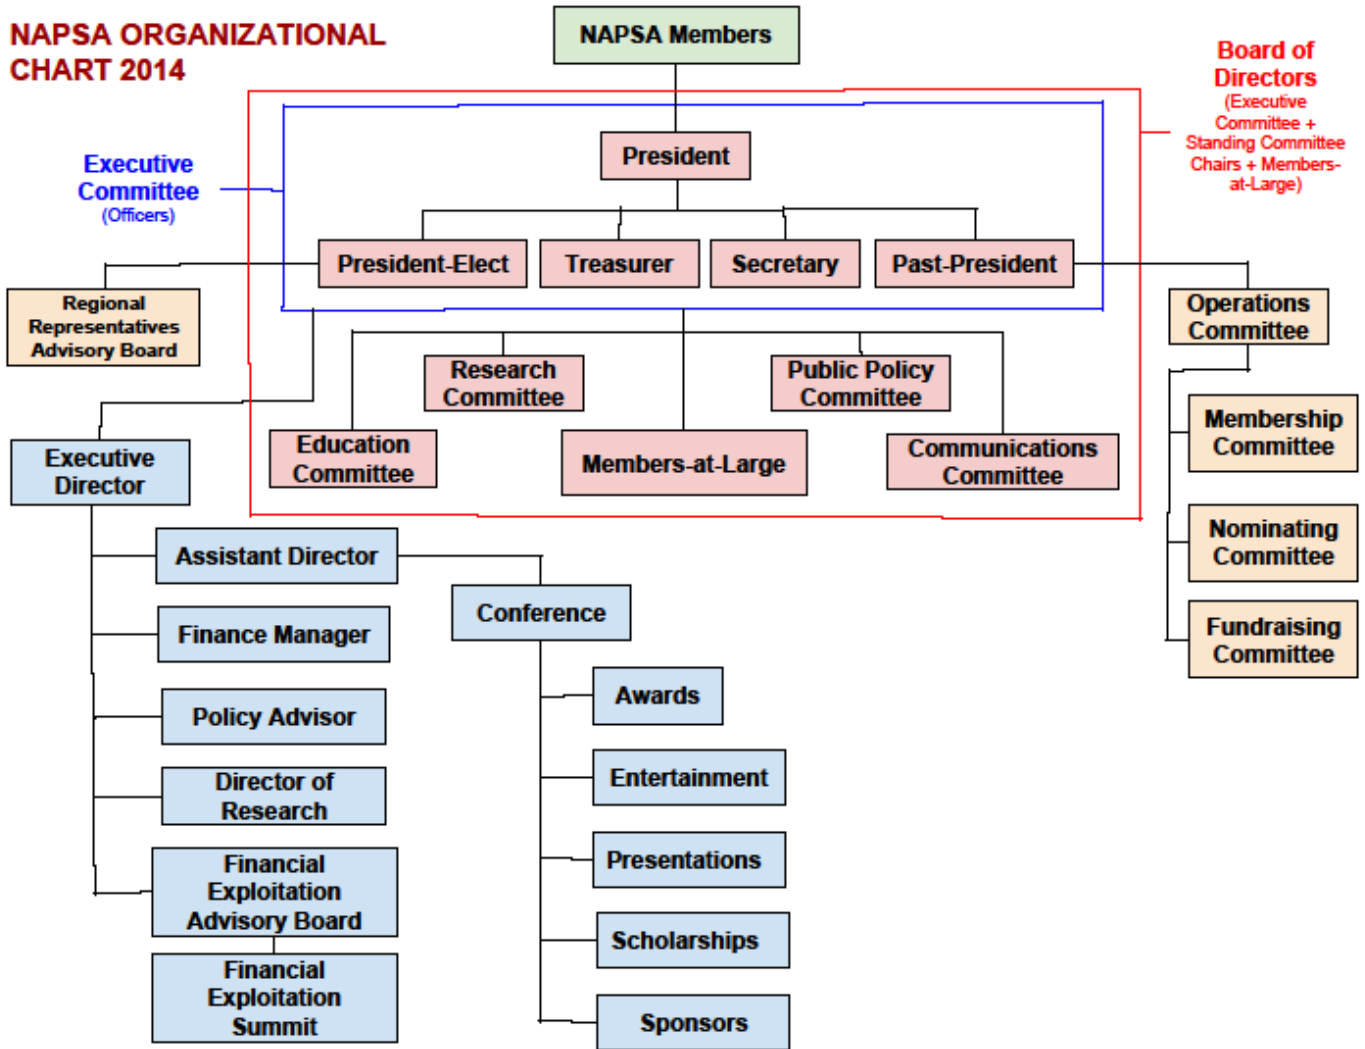 NAPSA ORGANIZATIONAL
CHART 2014
NAPSA Members
Board of
Directors
(Executive
Committee +
Standing Committee
Chairs + Members-
at-Large)
Executive
Committee
(Officers)
President
President-Elect
Treasurer
Secretary
Past-President
Regional
Representatives
Advisory Board
Operations
Committee
Research
Committee
Public Policy
Committee
Education
Committee
Members-at-Large
Communications
Committee
Membership
Committee
Nominating
Committee
Fundraising
Committee
Executive
Director
Assistant Director
Finance Manager
Policy Advisor
Director of
Research
Financial
Exploitation
Advisory Board
Financial
Exploitation
Summit
Conference
Awards
Entertainment
Presentations
Scholarships
Sponsors